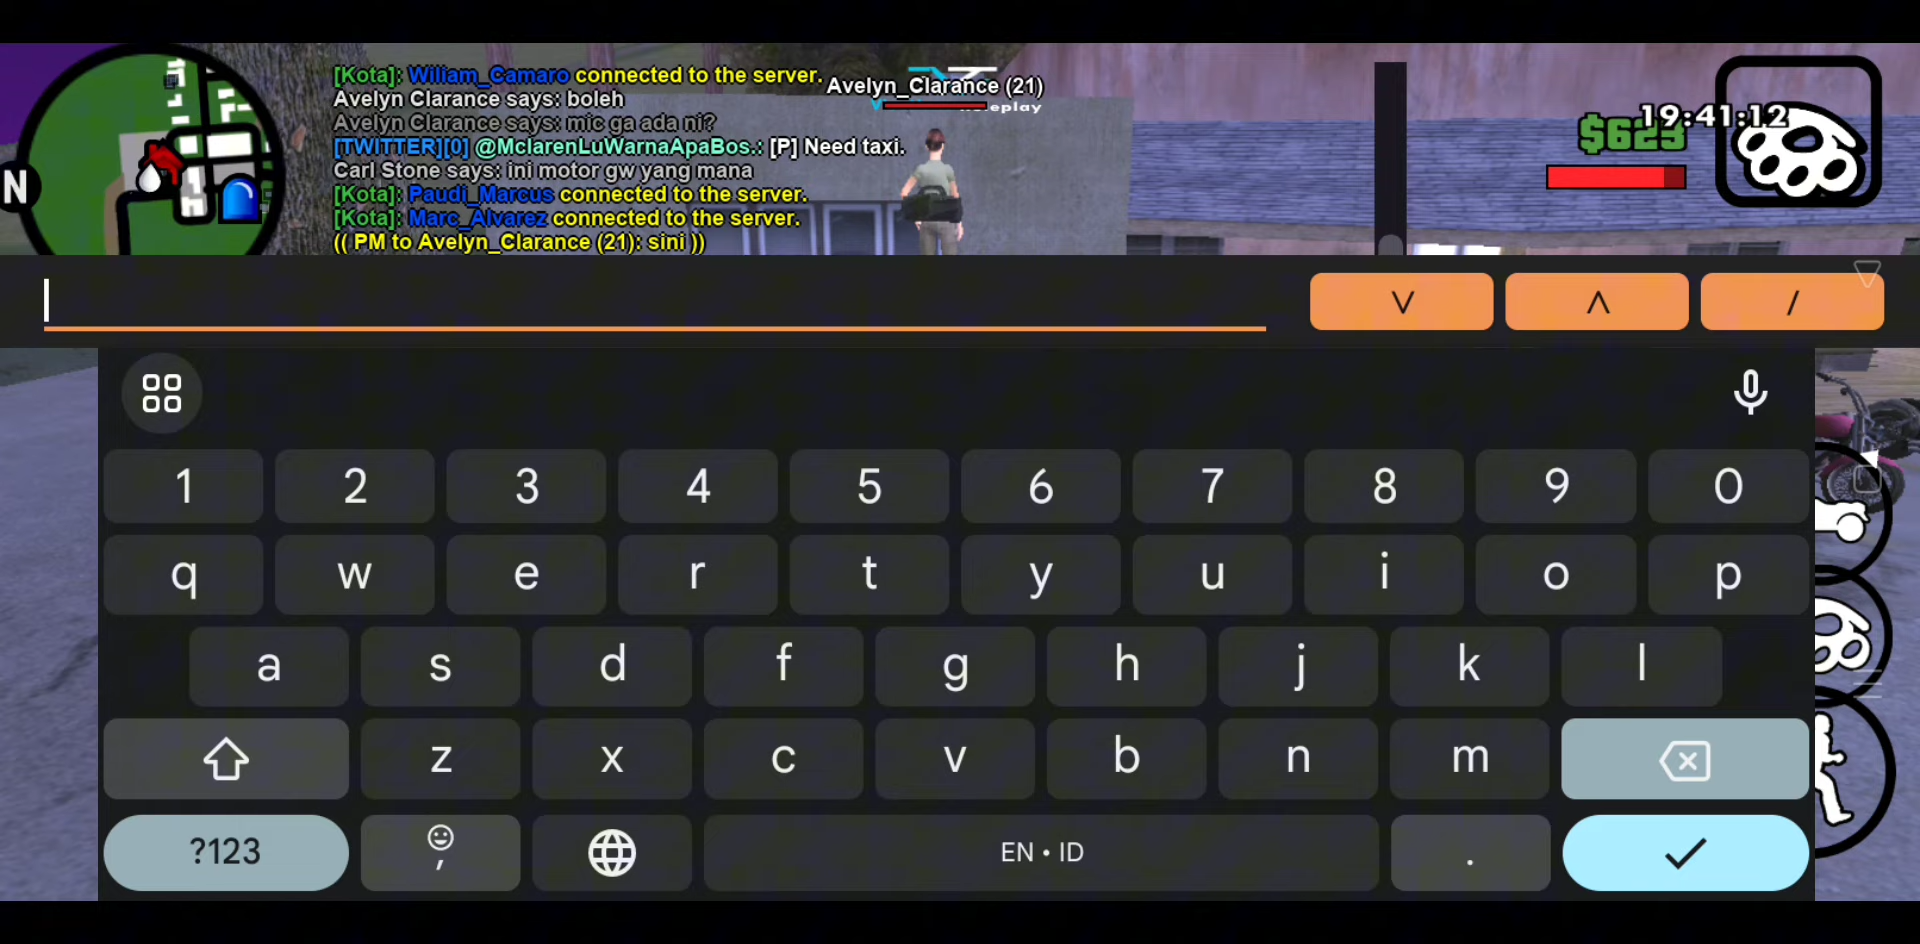 [Kota]: Wiliam_Camaro connected to the server.
Avelyn Clarance says: boleh
Avelyn_Clarance (21)
eplay
Avelyn Clarance says: mic ga ada ni?
[TWITTER][0] @MclarenLuWarnaApaBos.: [P] Need taxi.
Carl Stone says: ini motor gw yang mana
[Kota]: Paudi_Marcus connected to the server.
[Kota]: Marc_Alvarez connected to the server.
(( PM to Avelyn_Clarance (21): sini ))
N
19:41:12
$623
V ʌ /
1 2 3 4 5 6 7 8 9 0
q w e r t y u i o p
a s d f g h j k l
z x c v b n m
?123 , EN • ID .